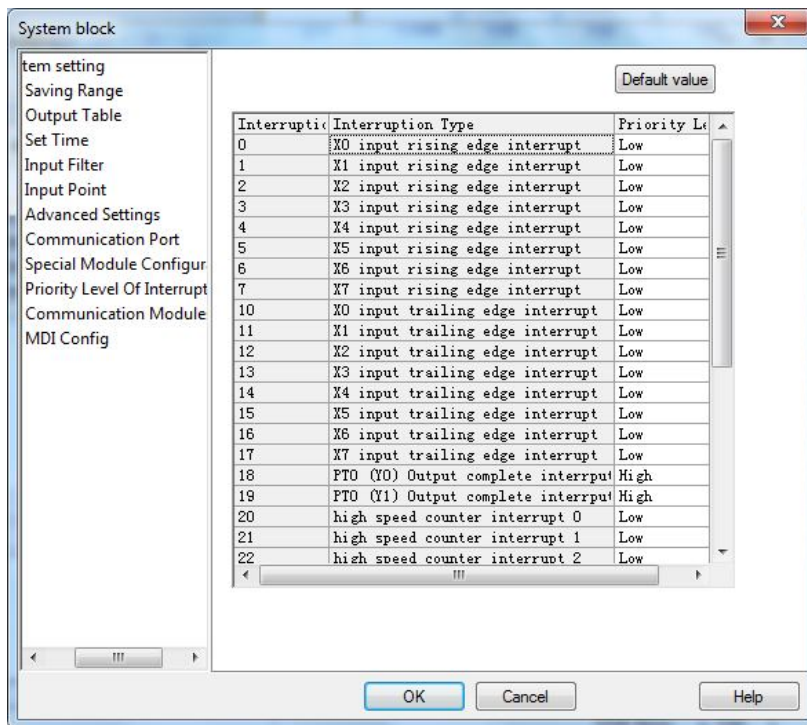 System block
tem setting
Saving Range
Output Table
Set Time
Input Filter
Input Point
Advanced Settings
Communication Port
Special Module Configur
Priority Level Of Interrupt
Communication Module
MDI Config
Default value
Interruptio Interruption Type Priority Le
0 X0 input rising edge interrupt Low
1 X1 input rising edge interrupt Low
2 X2 input rising edge interrupt Low
3 X3 input rising edge interrupt Low
4 X4 input rising edge interrupt Low
5 X5 input rising edge interrupt Low
6 X6 input rising edge interrupt Low
7 X7 input rising edge interrupt Low
10 X0 input trailing edge interrupt Low
11 X1 input trailing edge interrupt Low
12 X2 input trailing edge interrupt Low
13 X3 input trailing edge interrupt Low
14 X4 input trailing edge interrupt Low
15 X5 input trailing edge interrupt Low
16 X6 input trailing edge interrupt Low
17 X7 input trailing edge interrupt Low
18 PTO (Y0) Output complete interrput High
19 PTO (Y1) Output complete interrput High
20 high speed counter interrupt 0 Low
21 high speed counter interrupt 1 Low
22 high speed counter interrupt 2 Low
OK Cancel Help